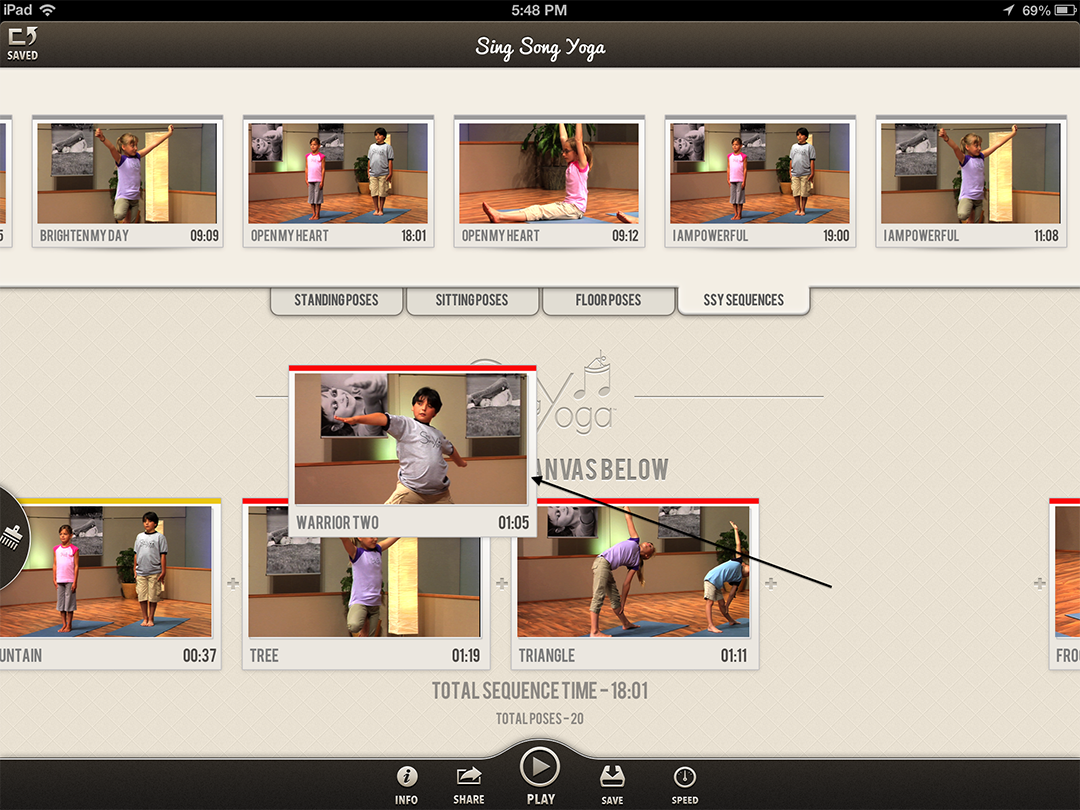 iPad 5:48 PM 69%
SAVED
Sing Song Yoga
5
BRIGHTEN MY DAY 09:09
OPEN MY HEART 18:01
OPEN MY HEART 09:12
I AM POWERFUL 19:00
I AM POWERFUL 11:08
STANDING POSES
SITTING POSES
FLOOR POSES
SSY SEQUENCES
yoga
ANVAS BELOW
WARRIOR TWO 01:05
UNTAIN 00:37
TREE 01:19
TRIANGLE 01:11
FRO
TOTAL SEQUENCE TIME – 18:01
TOTAL POSES – 20
INFO
SHARE
PLAY
SAVE
SPEED